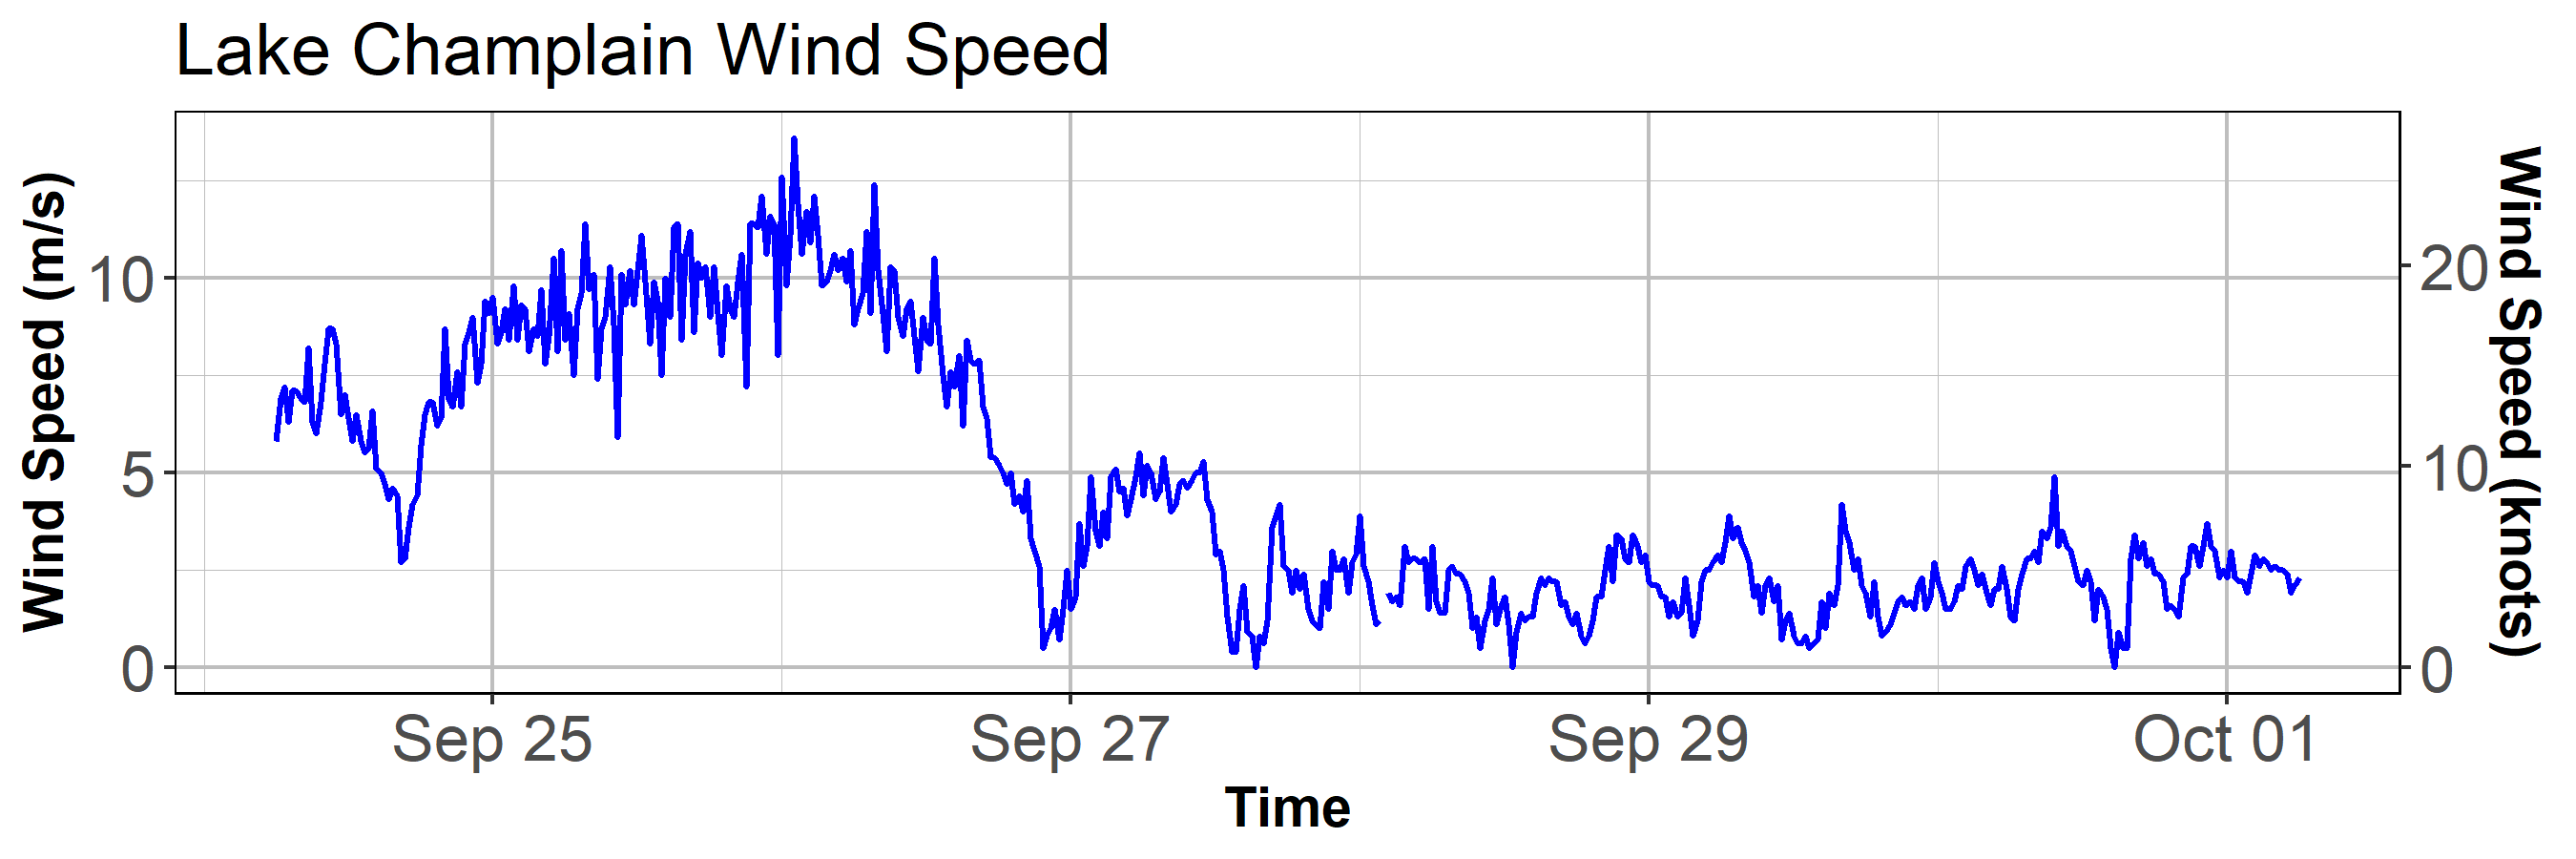 Lake Champlain Wind Speed
Wind Speed (m/s)
10
5
0
20
10
0
Wind Speed (knots)
Sep 25
Sep 27
Sep 29
Oct 01
Time